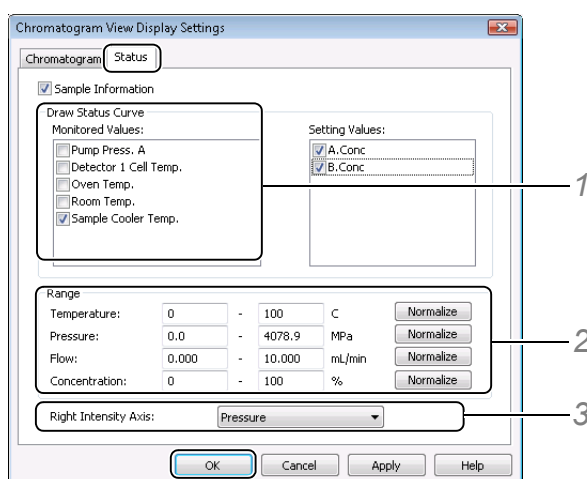 Chromatogram View Display Settings
Chromatogram Status
Sample Information
Draw Status Curve
Monitored Values: Setting Values:
Pump Press. A A.Conc
Detector 1 Cell Temp. B.Conc
Oven Temp.
Room Temp.
Sample Cooler Temp.
1
Range
Temperature: 0 - 100 C Normalize
Pressure: 0.0 - 4078.9 MPa Normalize
2
Flow: 0.000 - 10.000 mL/min Normalize
Concentration: 0 - 100 % Normalize
Right Intensity Axis: Pressure 3
OK Cancel Apply Help